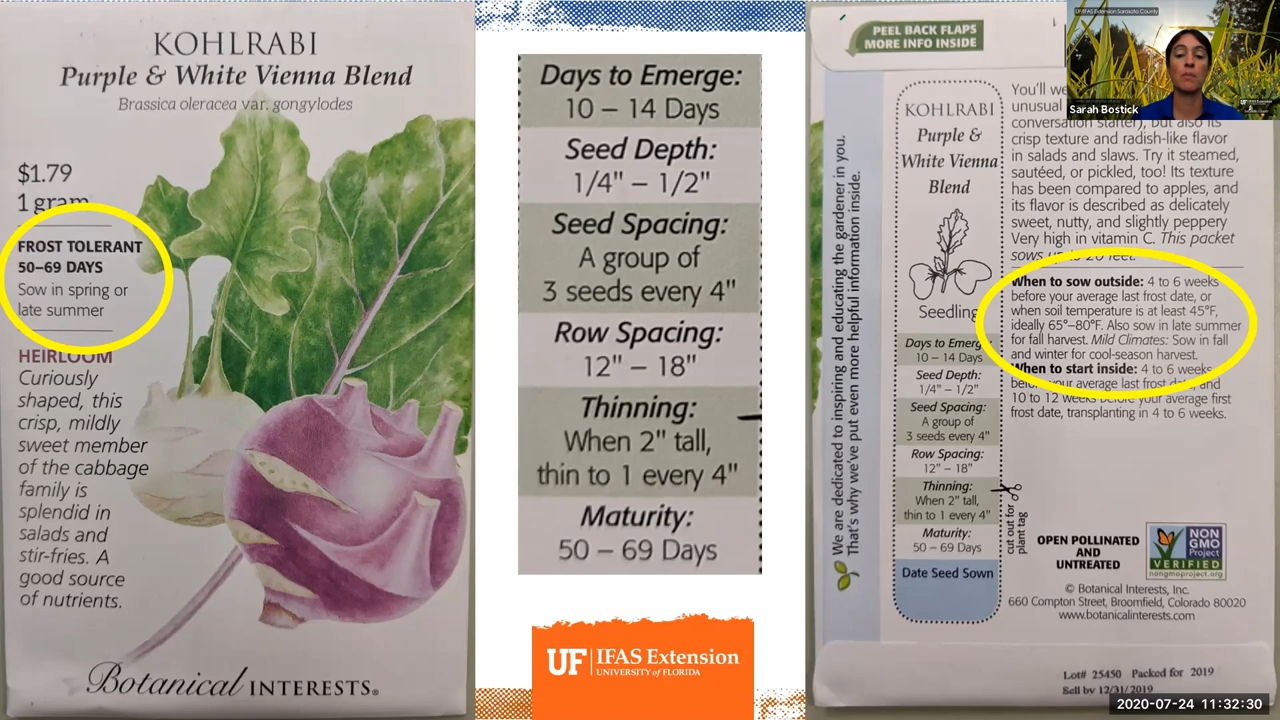 KOHLRABI
Purple & White Vienna Blend
Brassica oleracea var. gongylodes
$1.79
1 gram
FROST TOLERANT
50–69 DAYS
Sow in spring or
late summer
HEIRLOOM
Curiously
shaped, this
crisp, mildly
sweet member
of the cabbage
family is
splendid in
salads and
stir-fries. A
good source
of nutrients.
Botanical INTERESTS®
Days to Emerge:
10 – 14 Days
Seed Depth:
1/4" – 1/2"
Seed Spacing:
A group of
3 seeds every 4"
Row Spacing:
12" – 18"
Thinning:
When 2" tall,
thin to 1 every 4"
Maturity:
50 – 69 Days
UF IFAS Extension
UNIVERSITY of FLORIDA
PEEL BACK FLAPS
MORE INFO INSIDE
We are dedicated to inspiring and educating the gardener in you.
That's why we've put even more helpful information inside.
KOHLRABI
Purple &
White Vienna
Blend
Seedling
Days to Emerge:
10 – 14 Days
Seed Depth:
1/4" – 1/2"
Seed Spacing:
A group of
3 seeds every 4"
Row Spacing:
12" – 18"
Thinning:
When 2" tall,
thin to 1 every 4"
Maturity:
50 – 69 Days
Date Seed Sown
cut out for
plant tag
You'll
unusual
conversation starter), but also its
crisp texture and radish-like flavor
in salads and slaws. Try it steamed,
sautéed, or pickled, too! Its texture
has been compared to apples, and
its flavor is described as delicately
sweet, nutty, and slightly peppery
Very high in vitamin C. This packet
sows up to 20 feet.
When to sow outside: 4 to 6 weeks
before your average last frost date, or
when soil temperature is at least 45°F,
ideally 65°–80°F. Also sow in late summer
for fall harvest. Mild Climates: Sow in fall
and winter for cool-season harvest.
When to start inside: 4 to 6 weeks
before your average last frost date, and
10 to 12 weeks before your average first
frost date, transplanting in 4 to 6 weeks.
OPEN POLLINATED
AND
UNTREATED
NON
GMO
Project
VERIFIED
nongmoproject.org
© Botanical Interests, Inc.
660 Compton Street, Broomfield, Colorado 80020
www.botanicalinterests.com
Lot# 25450 Packed for 2019
Sell by 12/31/2019
UF/IFAS Extension Sarasota County
Sarah Bostick
UF IFAS Extension
2020-07-24 11:32:30